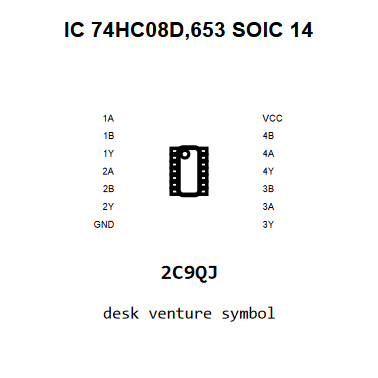 IC 74HC08D,653 SOIC 14
1A VCC
1B 4B
1Y 4A
2A 4Y
2B 3B
2Y 3A
GND 3Y
2C9QJ
desk venture symbol